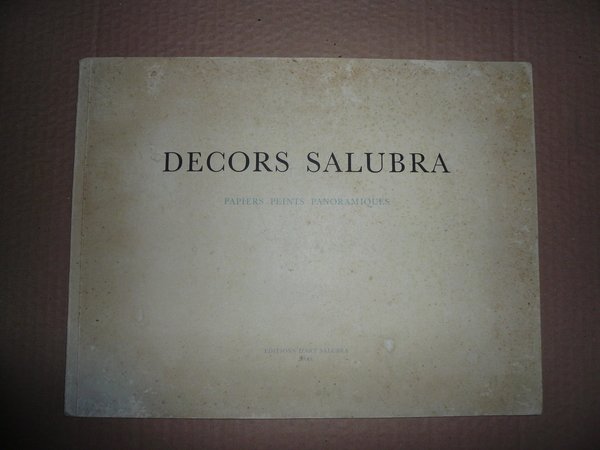 DECORS SALUBRA
PAPIERS PEINTS PANORAMIQUES
EDITIONS D'ART SALUBRA